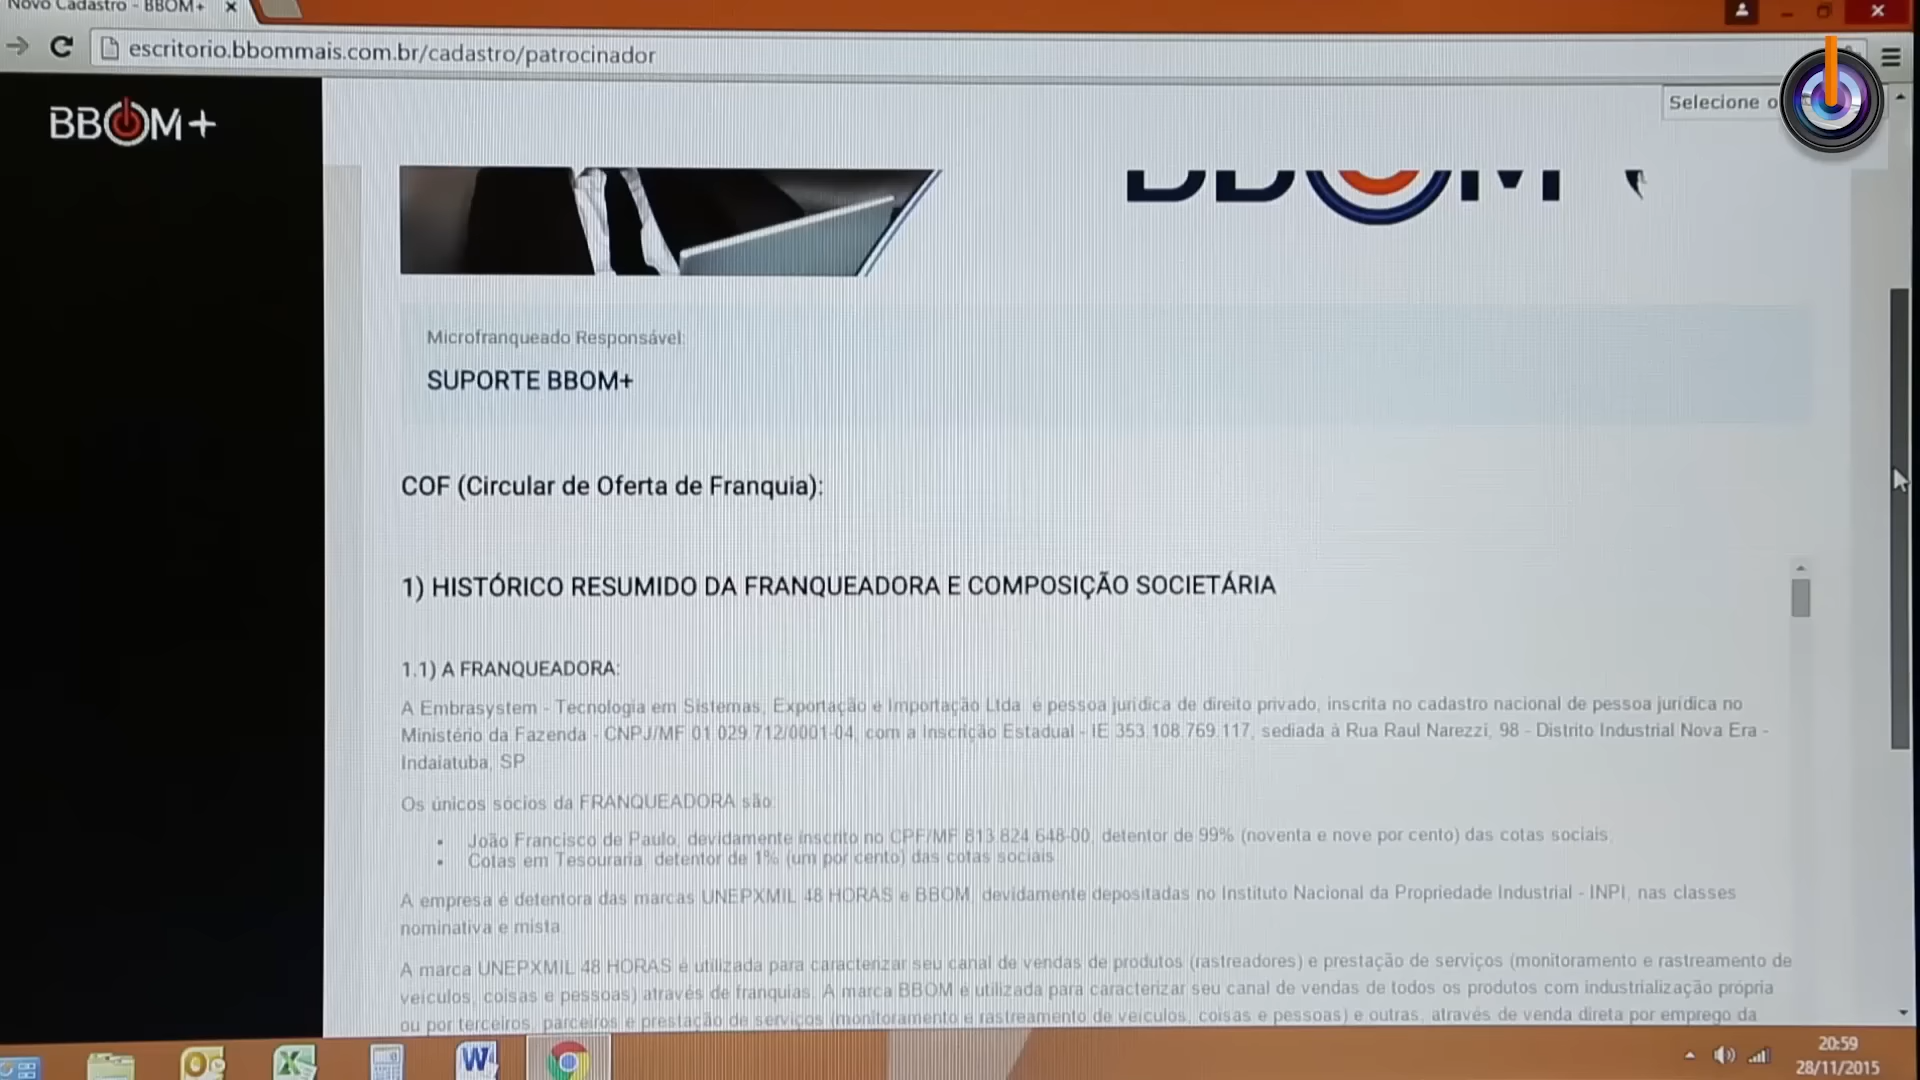 Novo Cadastro - BBOM+
escritorio.bbommais.com.br/cadastro/patrocinador
BBOM+
Selecione o
BBOM
Microfranqueado Responsável:
SUPORTE BBOM+
COF (Circular de Oferta de Franquia):
1) HISTÓRICO RESUMIDO DA FRANQUEADORA E COMPOSIÇÃO SOCIETÁRIA
1.1) A FRANQUEADORA:
A Embrasystem - Tecnologia em Sistemas, Exportação e Importação Ltda é pessoa jurídica de direito privado, inscrita no cadastro nacional de pessoa jurídica no
Ministério da Fazenda - CNPJ/MF 01.029.712/0001-04, com a Inscrição Estadual - IE 353.108.769.117, sediada à Rua Raul Narezzi, 98 - Distrito Industrial Nova Era -
Indaiatuba, SP
Os únicos sócios da FRANQUEADORA são:
• João Francisco de Paulo, devidamente inscrito no CPF/MF 813.824.648-00, detentor de 99% (noventa e nove por cento) das cotas sociais;
• Cotas em Tesouraria, detentor de 1% (um por cento) das cotas sociais
A empresa é detentora das marcas UNEPXMIL 48 HORAS e BBOM, devidamente depositadas no Instituto Nacional da Propriedade Industrial - INPI, nas classes
nominativa e mista.
A marca UNEPXMIL 48 HORAS é utilizada para caracterizar seu canal de vendas de produtos (rastreadores) e prestação de serviços (monitoramento e rastreamento de
veículos, coisas e pessoas) através de franquias. A marca BBOM é utilizada para caracterizar seu canal de vendas de todos os produtos com industrialização própria
ou por terceiros, parceiros e prestação de serviços (monitoramento e rastreamento de veículos, coisas e pessoas) e outras, através de venda direta por emprego da
20:59
28/11/2015